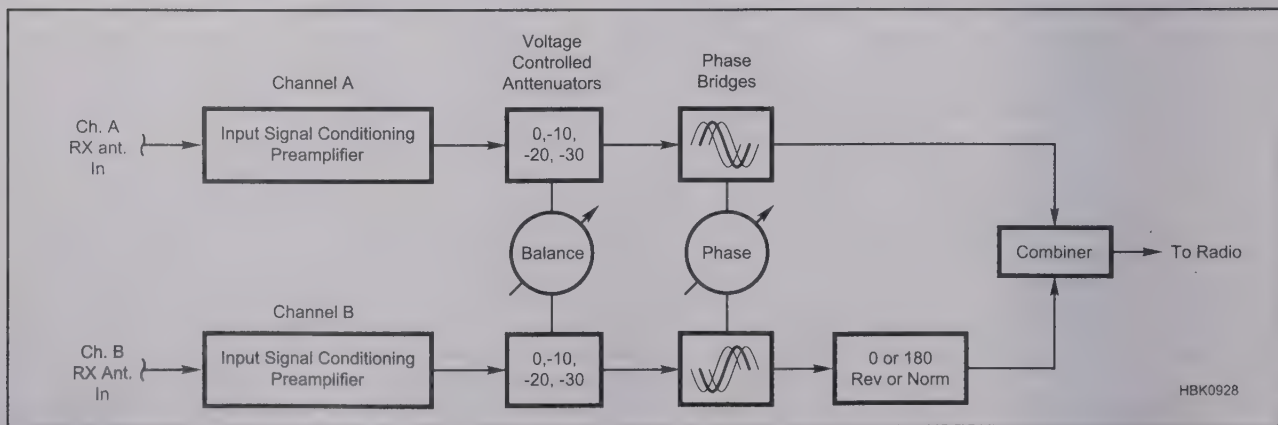 Voltage
Controlled
Anttenuators
Phase
Bridges
Channel A
Ch. A
RX ant.
In
Input Signal Conditioning
Preamplifier
0,-10,
-20, -30
Balance
Phase
Combiner
To Radio
Channel B
Ch. B
RX Ant.
In
Input Signal Conditioning
Preamplifier
0,-10,
-20, -30
0 or 180
Rev or Norm
HBK0928